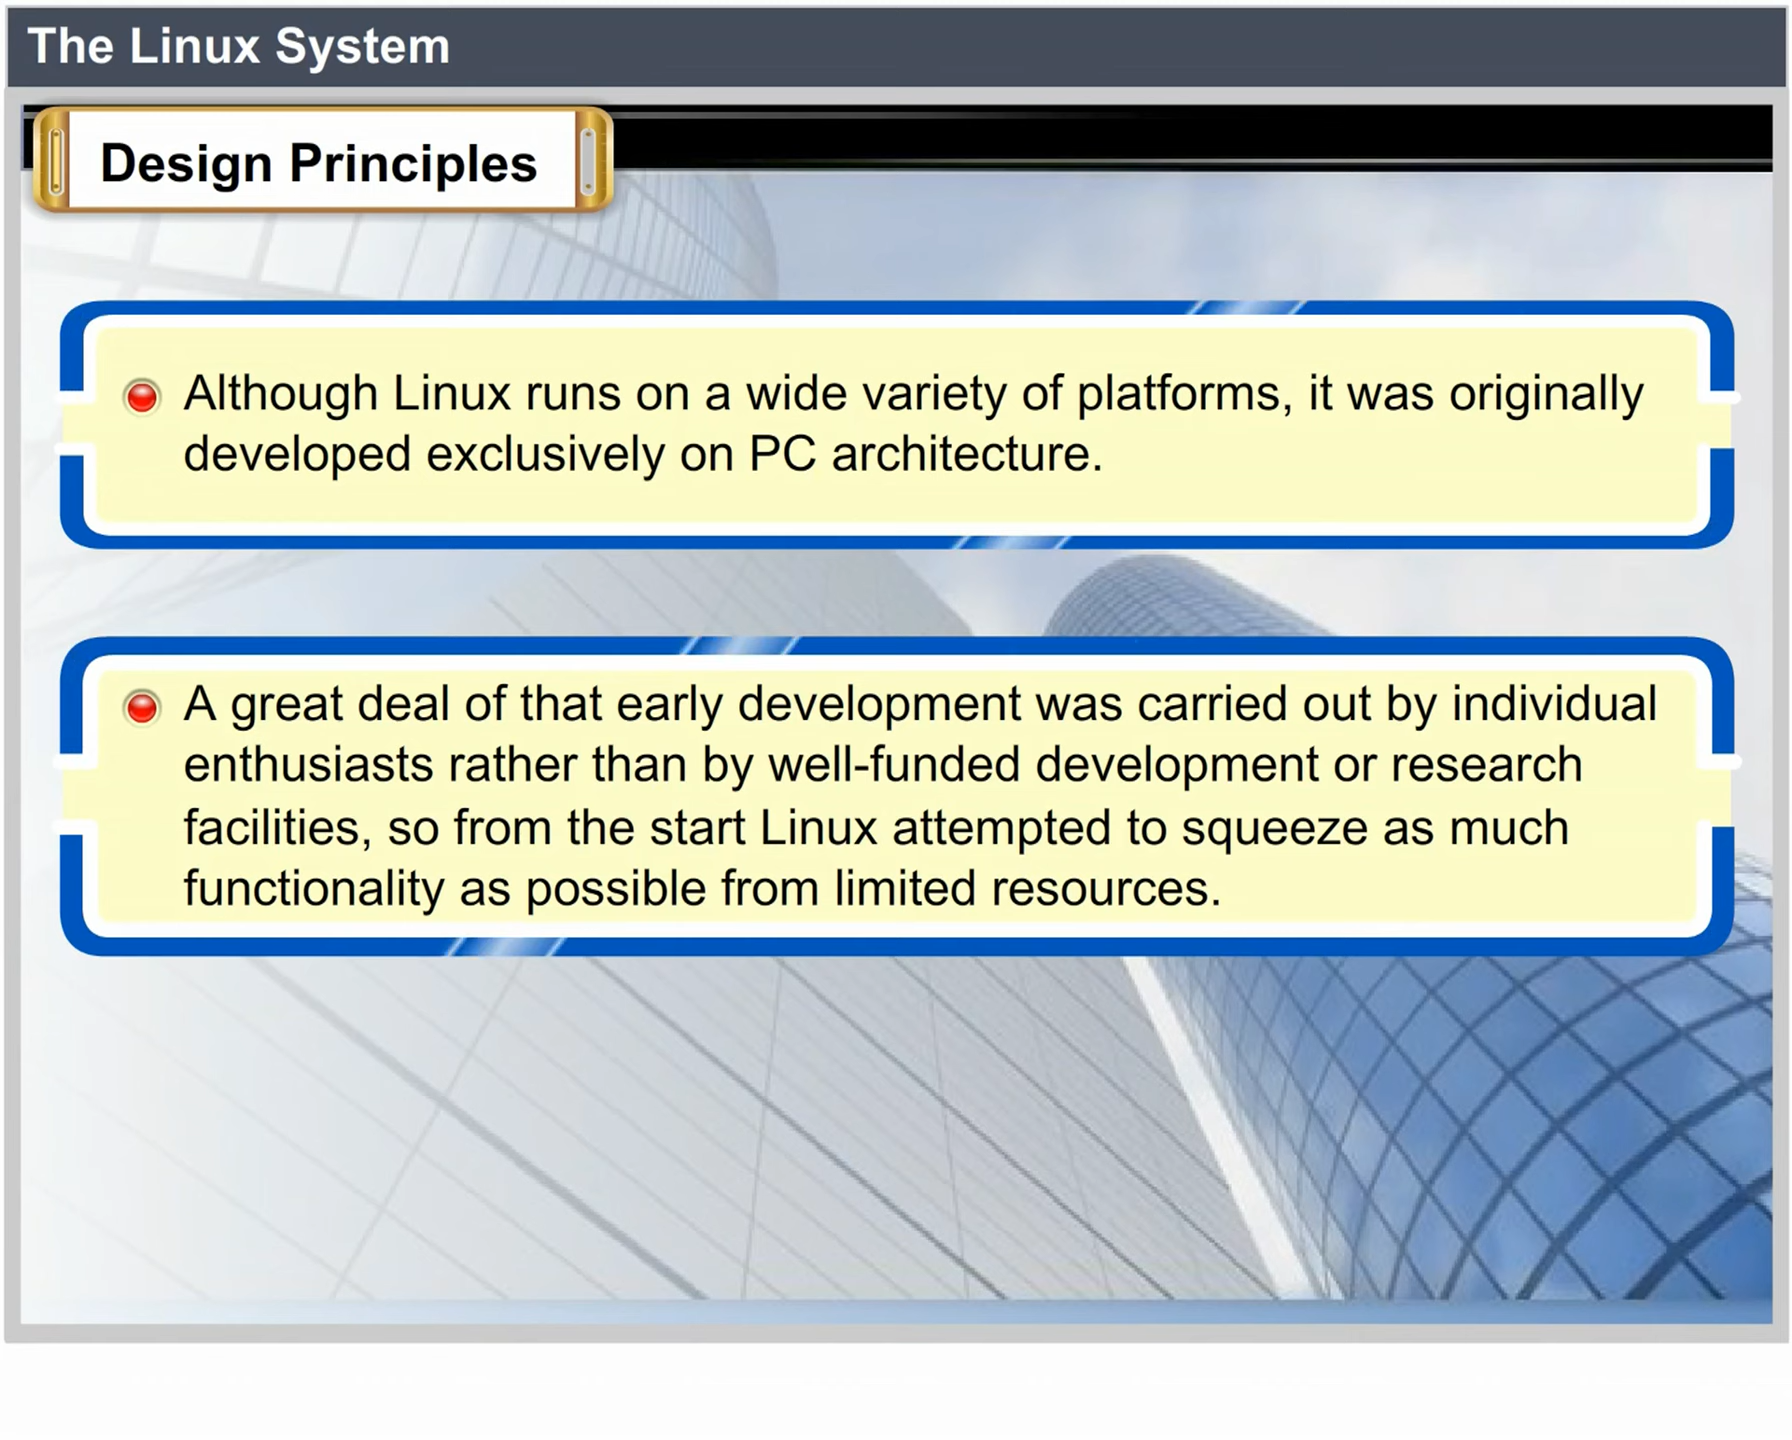 The Linux System
Design Principles
Although Linux runs on a wide variety of platforms, it was originally
developed exclusively on PC architecture.
A great deal of that early development was carried out by individual
enthusiasts rather than by well-funded development or research
facilities, so from the start Linux attempted to squeeze as much
functionality as possible from limited resources.